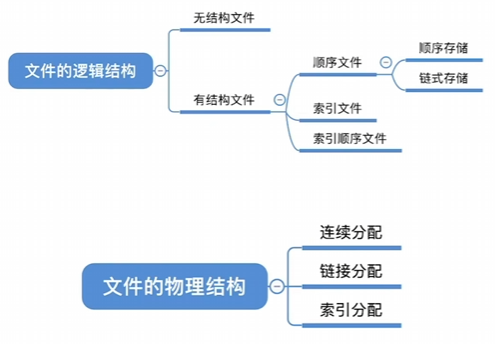 文件的逻辑结构
无结构文件
有结构文件
顺序文件
顺序存储
链式存储
索引文件
索引顺序文件
文件的物理结构
连续分配
链接分配
索引分配